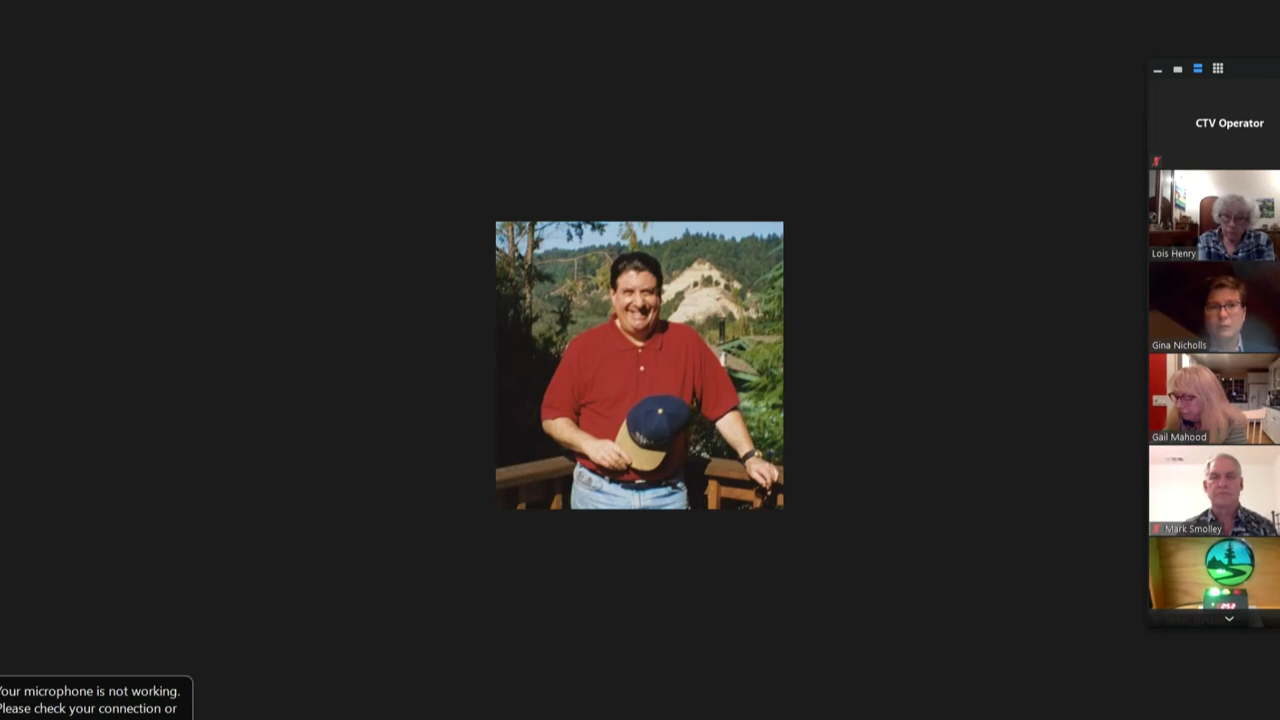 CTV Operator
Lois Henry
Gina Nicholls
Gail Mahood
Mark Smolley
Your microphone is not working.
Please check your connection or